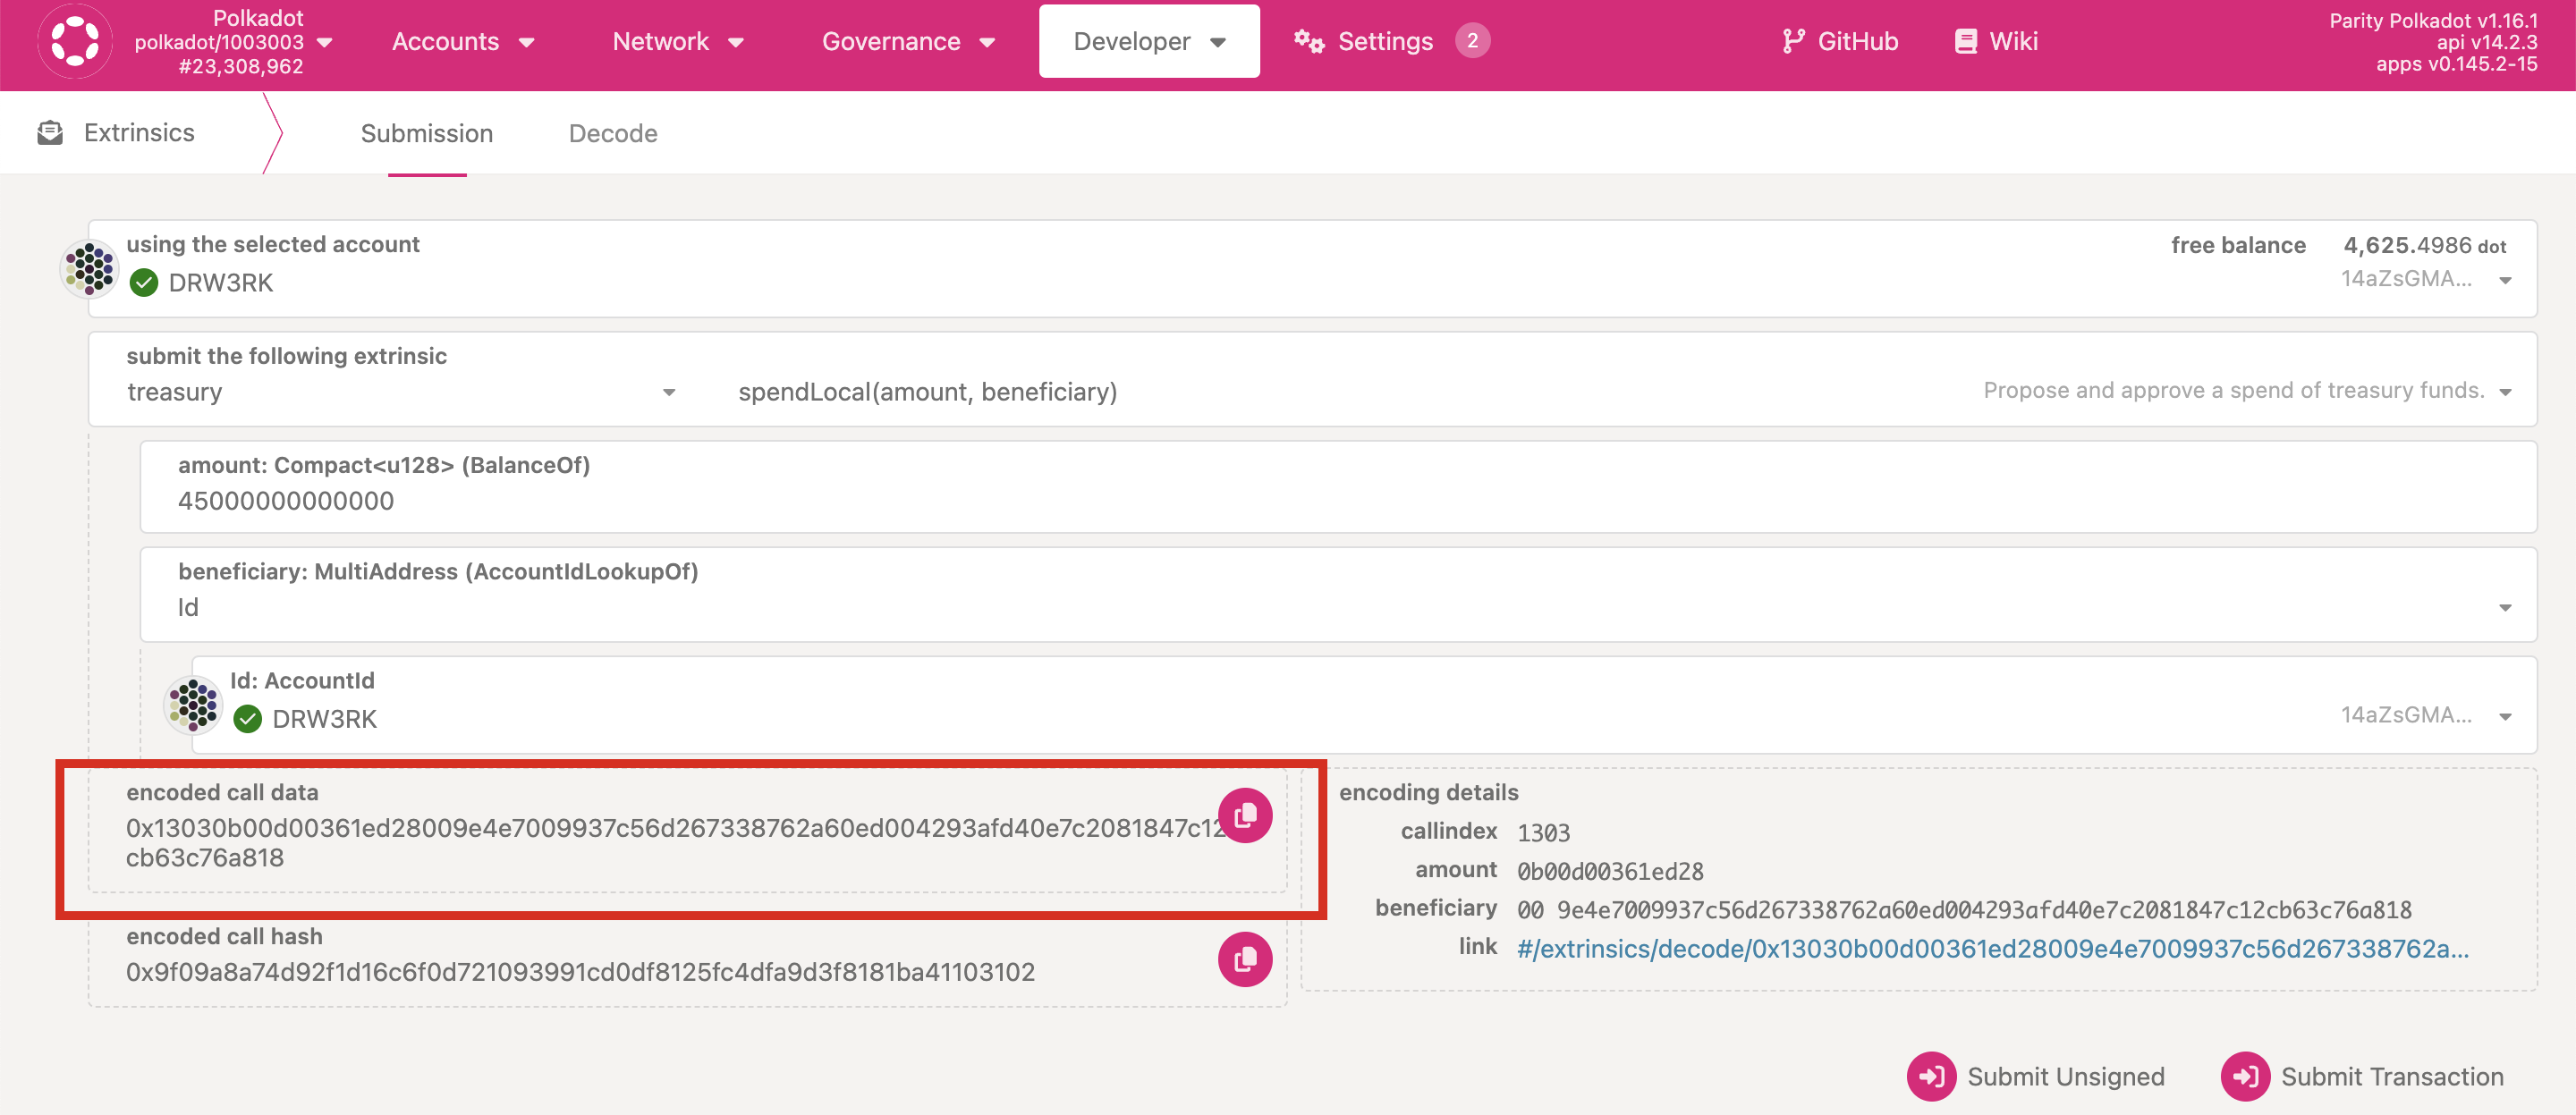 Polkadot
polkadot/1003003
#23,308,962
Accounts
Network
Governance
Developer
Settings 2
GitHub
Wiki
Parity Polkadot v1.16.1
api v14.2.3
apps v0.145.2-15
Extrinsics
Submission
Decode
using the selected account
DRW3RK
free balance 4,625.4986 dot
14aZsGMA...
submit the following extrinsic
treasury
spendLocal(amount, beneficiary)
Propose and approve a spend of treasury funds.
amount: Compact<u128> (BalanceOf)
45000000000000
beneficiary: MultiAddress (AccountIdLookupOf)
Id
Id: AccountId
DRW3RK
14aZsGMA...
encoded call data
0x13030b00d00361ed28009e4e7009937c56d267338762a60ed004293afd40e7c2081847c12
cb63c76a818
encoded call hash
0x9f09a8a74d92f1d16c6f0d721093991cd0df8125fc4dfa9d3f8181ba41103102
encoding details
callindex 1303
amount 0b00d00361ed28
beneficiary 00 9e4e7009937c56d267338762a60ed004293afd40e7c2081847c12cb63c76a818
link #/extrinsics/decode/0x13030b00d00361ed28009e4e7009937c56d267338762a...
Submit Unsigned
Submit Transaction